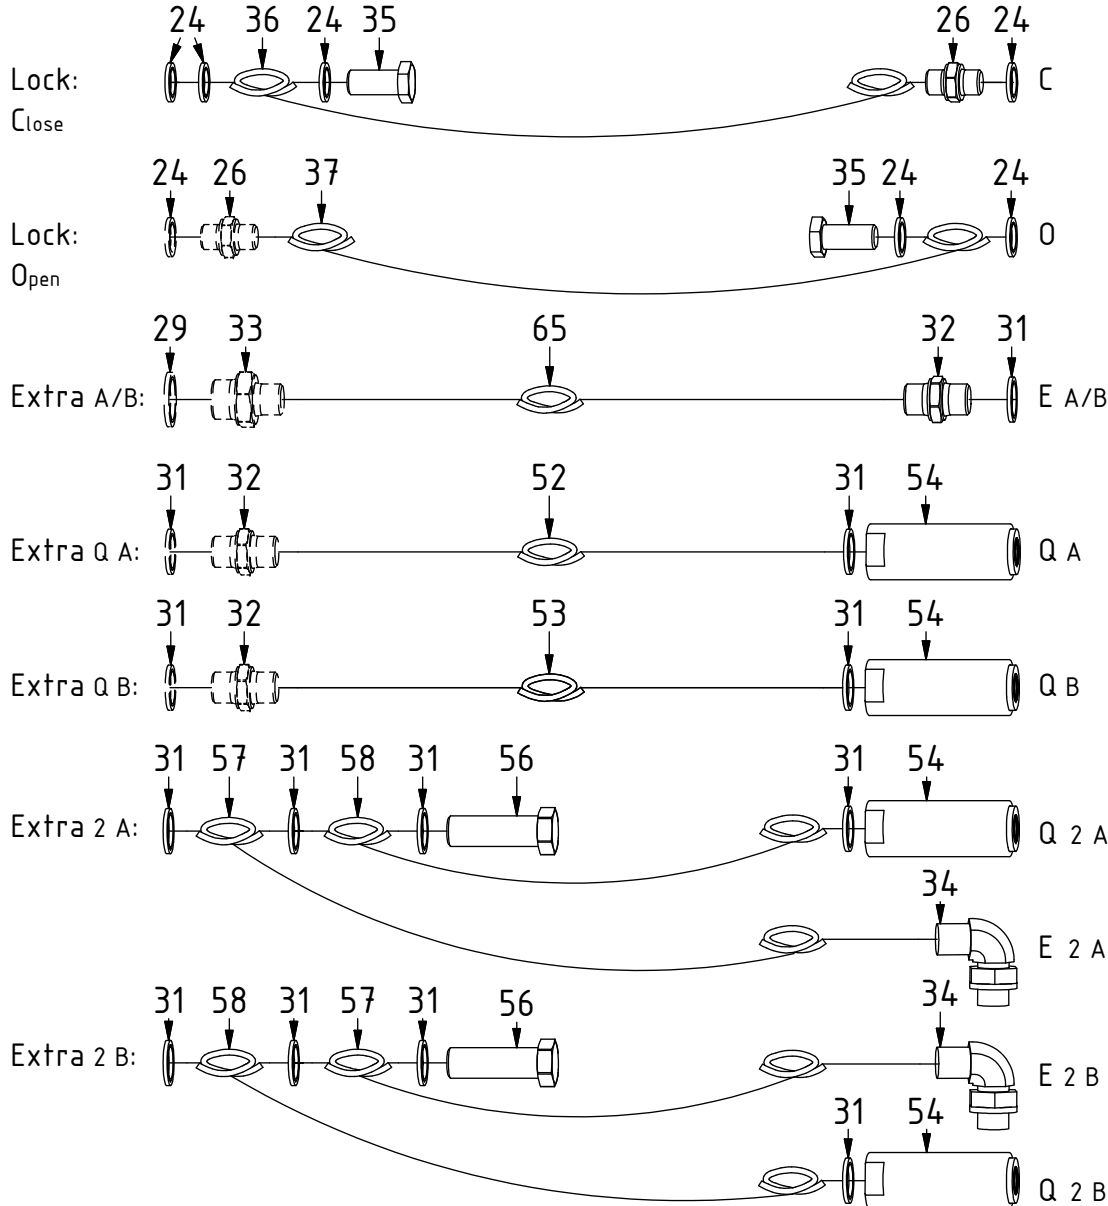 24 36 24 35 26 24
Lock: C
Close
24 26 37 35 24 24
Lock: O
Open
29 33 65 32 31
Extra A/B: E A/B
31 32 52 31 54
Extra Q A: Q A
31 32 53 31 54
Extra Q B: Q B
31 57 31 58 31 56 31 54
Extra 2 A: Q 2 A
34
E 2 A
31 58 31 57 31 56 34
Extra 2 B: E 2 B
31 54
Q 2 B